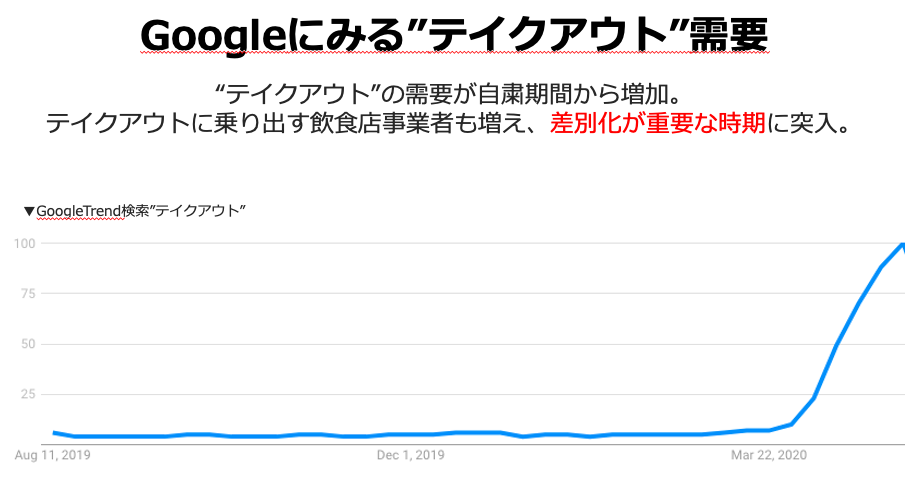 Googleにみる”テイクアウト”需要
“テイクアウト”の需要が自粛期間から増加。
テイクアウトに乗り出す飲食店事業者も増え、差別化が重要な時期に突入。
▼GoogleTrend検索”テイクアウト”
100
75
50
25
Aug 11, 2019
Dec 1, 2019
Mar 22, 2020